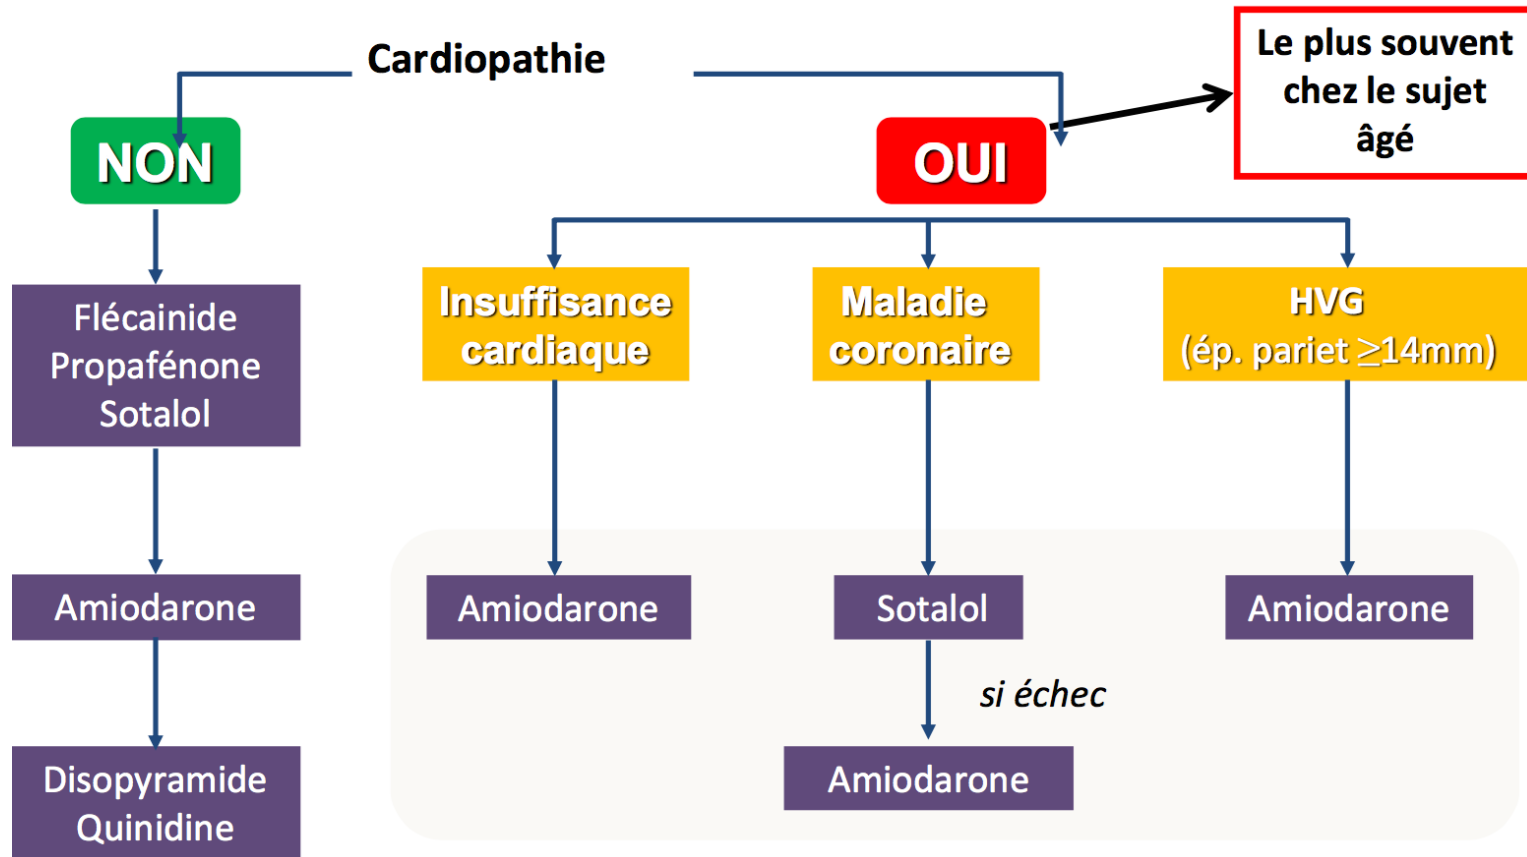 Cardiopathie
Le plus souvent
chez le sujet
âgé
NON
OUI
Flécainide
Propafénone
Sotalol
Insuffisance
cardiaque
Maladie
coronaire
HVG
(ép. pariet ≥14mm)
Amiodarone
Amiodarone
Sotalol
Amiodarone
si échec
Disopyramide
Quinidine
Amiodarone